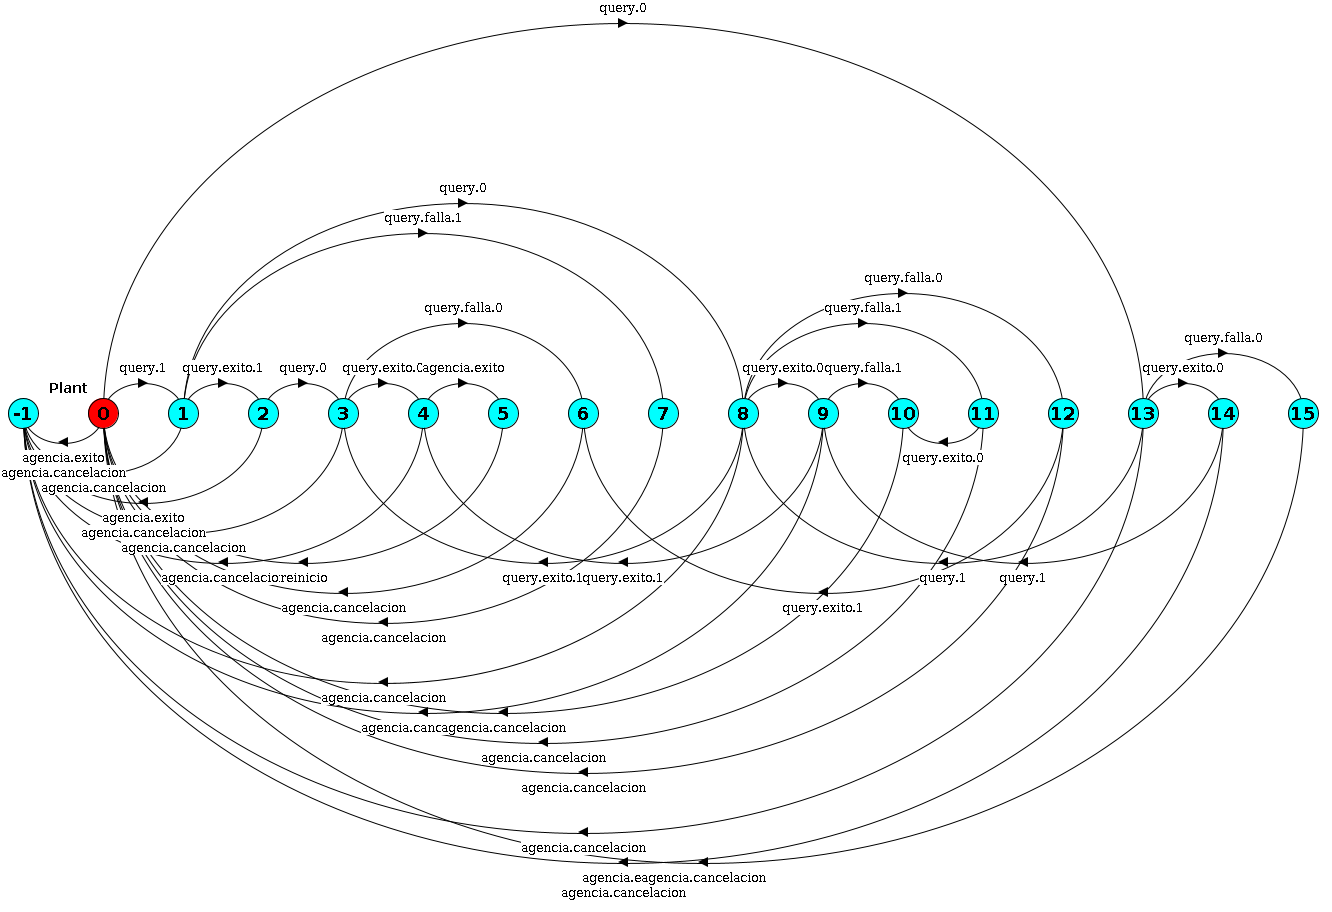 query.0
query.0
query.falla.1
query.falla.0
query.falla.0
query.falla.1
query.falla.0
query.1
query.exito.1
query.0
query.exito.0
agencia.exito
query.exito.0
query.falla.1
query.exito.0
Plant
-1 0 1 2 3 4 5 6 7 8 9 10 11 12 13 14 15
agencia.exito
query.exito.0
agencia.cancelacion
agencia.cancelacion
agencia.exito
agencia.cancelacion
agencia.cancelacion
agencia.cancelacion
reinicio
query.exito.1
query.exito.1
query.1
query.1
agencia.cancelacion
query.exito.1
agencia.cancelacion
agencia.cancelacion
agencia.canc
agencia.cancelacion
agencia.cancelacion
agencia.cancelacion
agencia.cancelacion
agencia.e
agencia.cancelacion
agencia.cancelacion